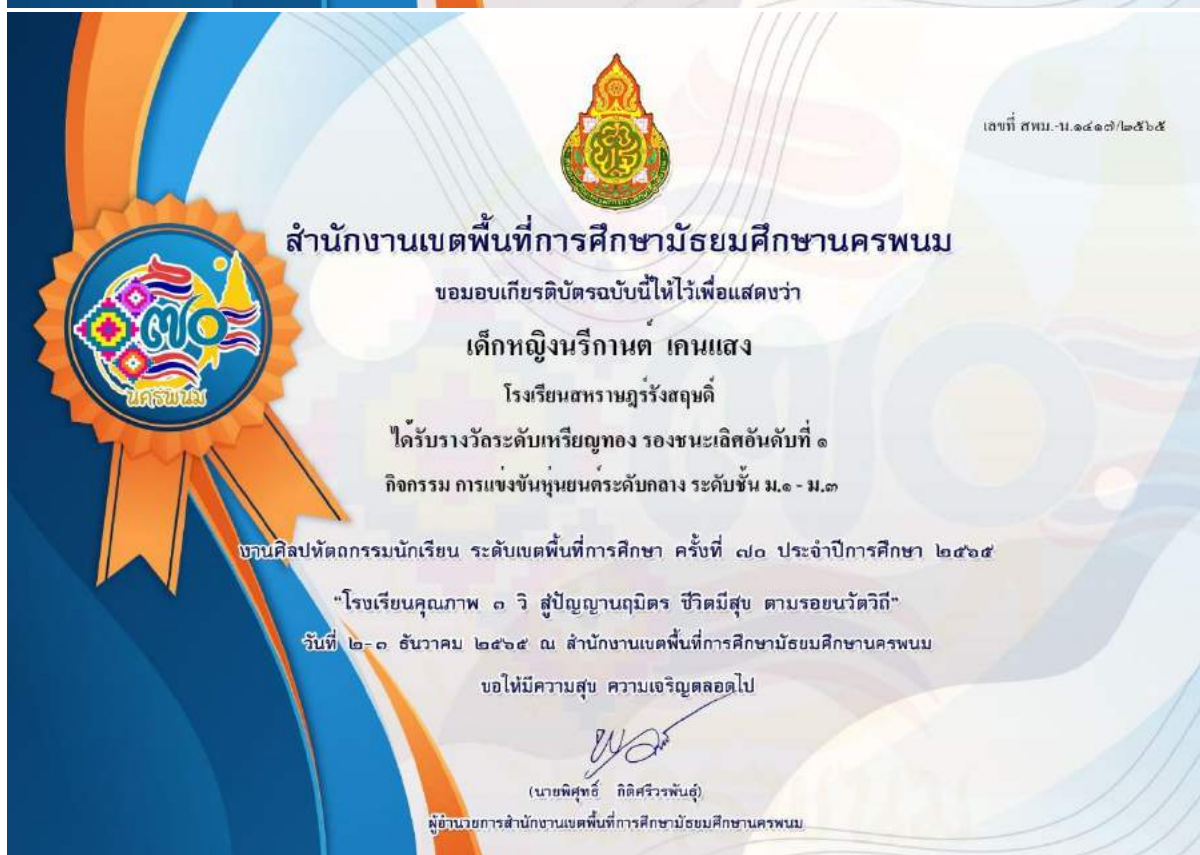 เลขที่ สพม.-น.๑๔๑๗/๒๕๖๕
สำนักงานเขตพื้นที่การศึกษามัธยมศึกษานครพนม
ขอมอบเกียรติบัตรฉบับนี้ให้ไว้เพื่อแสดงว่า
เด็กหญิงนรีกานต์ เคนแสง
โรงเรียนสหราษฎร์รังสฤษดิ์
ได้รับรางวัลระดับเหรียญทอง รองชนะเลิศอันดับที่ ๑
กิจกรรม การแข่งขันหุ่นยนต์ระดับกลาง ระดับชั้น ม.๑ - ม.๓
๗๐
นครพนม
งานศิลปหัตถกรรมนักเรียน ระดับเขตพื้นที่การศึกษา ครั้งที่ ๗๐ ประจำปีการศึกษา ๒๕๖๕
"โรงเรียนคุณภาพ ๓ วิ สู่ปัญญานฤมิตร ชีวิตมีสุข ตามรอยนวัตวิถี"
วันที่ ๒-๓ ธันวาคม ๒๕๖๕ ณ สำนักงานเขตพื้นที่การศึกษามัธยมศึกษานครพนม
ขอให้มีความสุข ความเจริญตลอดไป
(นายพิศุทธิ์ กิติศรีวรพันธุ์)
ผู้อำนวยการสำนักงานเขตพื้นที่การศึกษามัธยมศึกษานครพนม